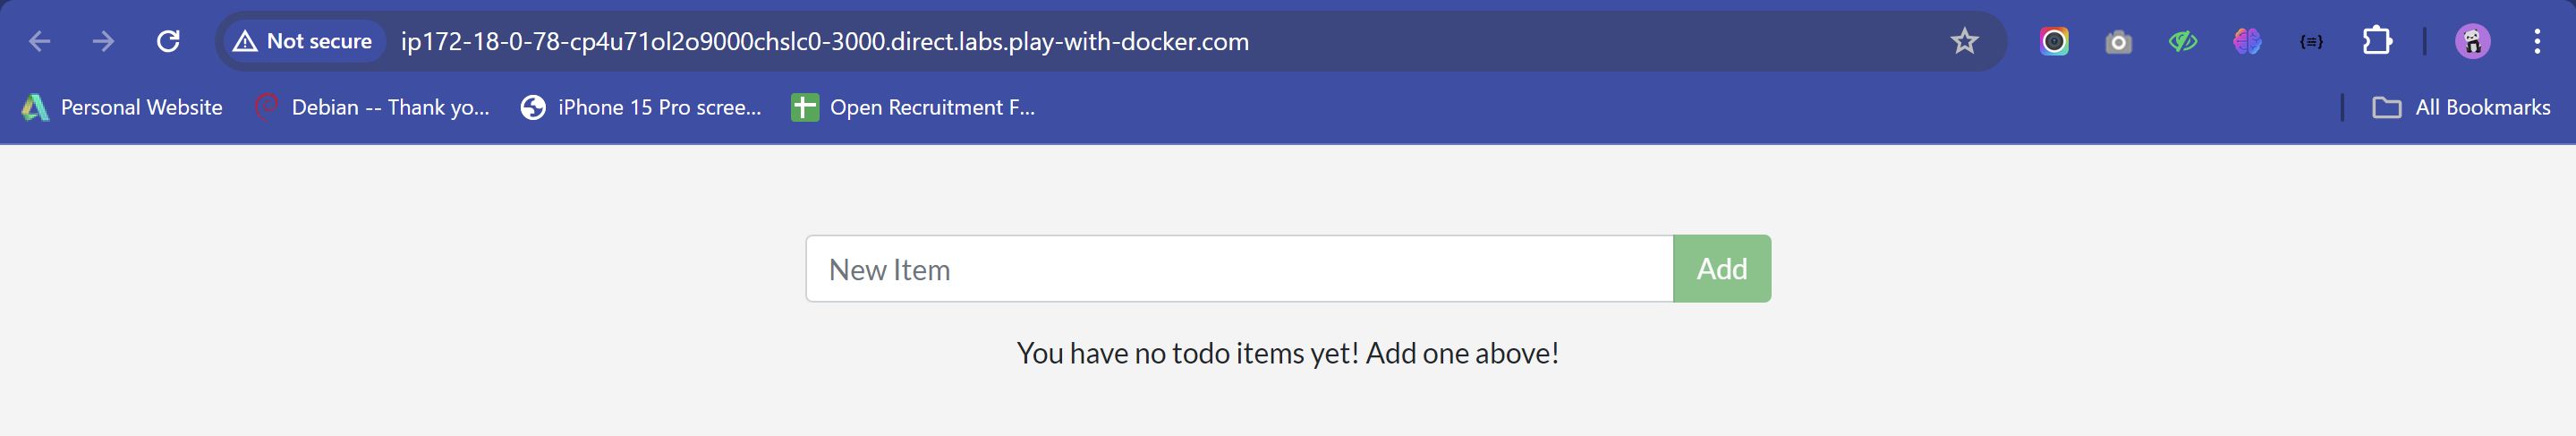 Not secure ip172-18-0-78-cp4u71ol2o9000chslc0-3000.direct.labs.play-with-docker.com {≡}
Personal Website Debian -- Thank yo... iPhone 15 Pro scree... Open Recruitment F... All Bookmarks
New Item Add
You have no todo items yet! Add one above!